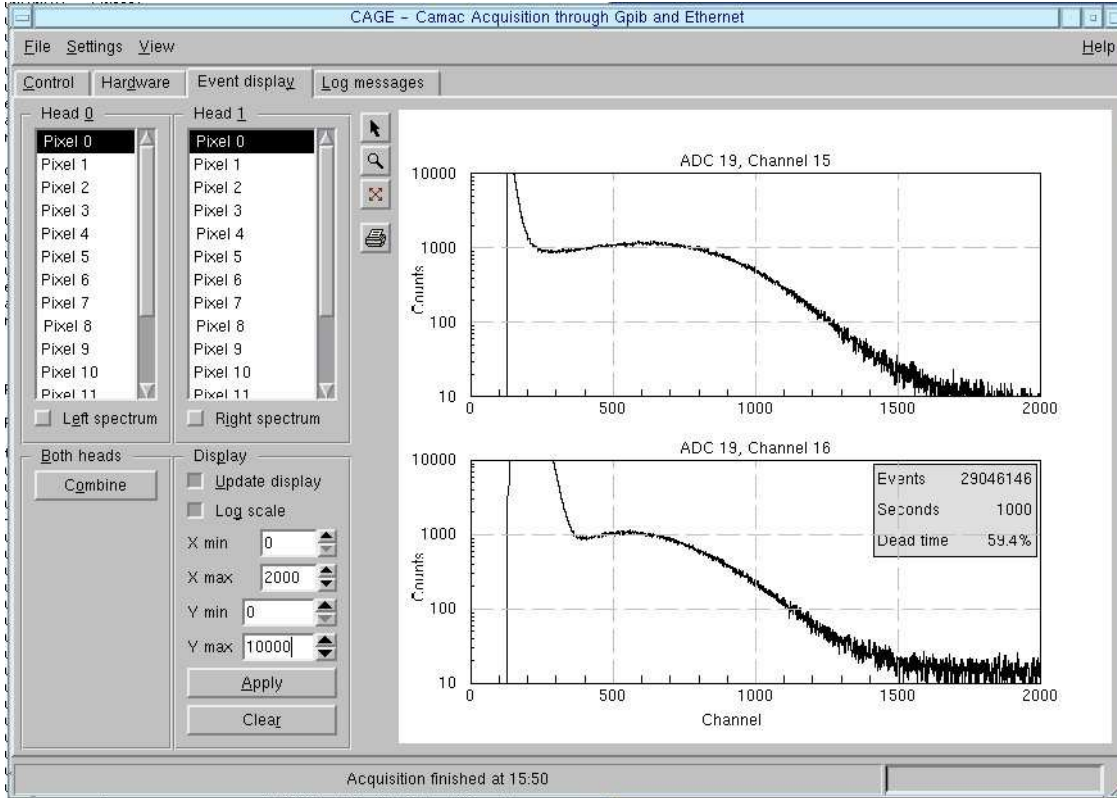 CAGE – Camac Acquisition through Gpib and Ethernet
File Settings View Help
Control Hardware Event display Log messages
Head 0
Pixel 0
Pixel 1
Pixel 2
Pixel 3
Pixel 4
Pixel 5
Pixel 6
Pixel 7
Pixel 8
Pixel 9
Pixel 10
Pixel 11
Left spectrum
Head 1
Pixel 0
Pixel 1
Pixel 2
Pixel 3
Pixel 4
Pixel 5
Pixel 6
Pixel 7
Pixel 8
Pixel 9
Pixel 10
Pixel 11
Right spectrum
Both heads
Combine
Display
Update display
Log scale
X min 0
X max 2000
Y min 0
Y max 10000
Apply
Clear
ADC 19, Channel 15
10000
1000
100
10
Counts
0 500 1000 1500 2000
ADC 19, Channel 16
10000
1000
100
10
Counts
Events 29046146
Seconds 1000
Dead time 59.4%
0 500 1000 1500 2000
Channel
Acquisition finished at 15:50